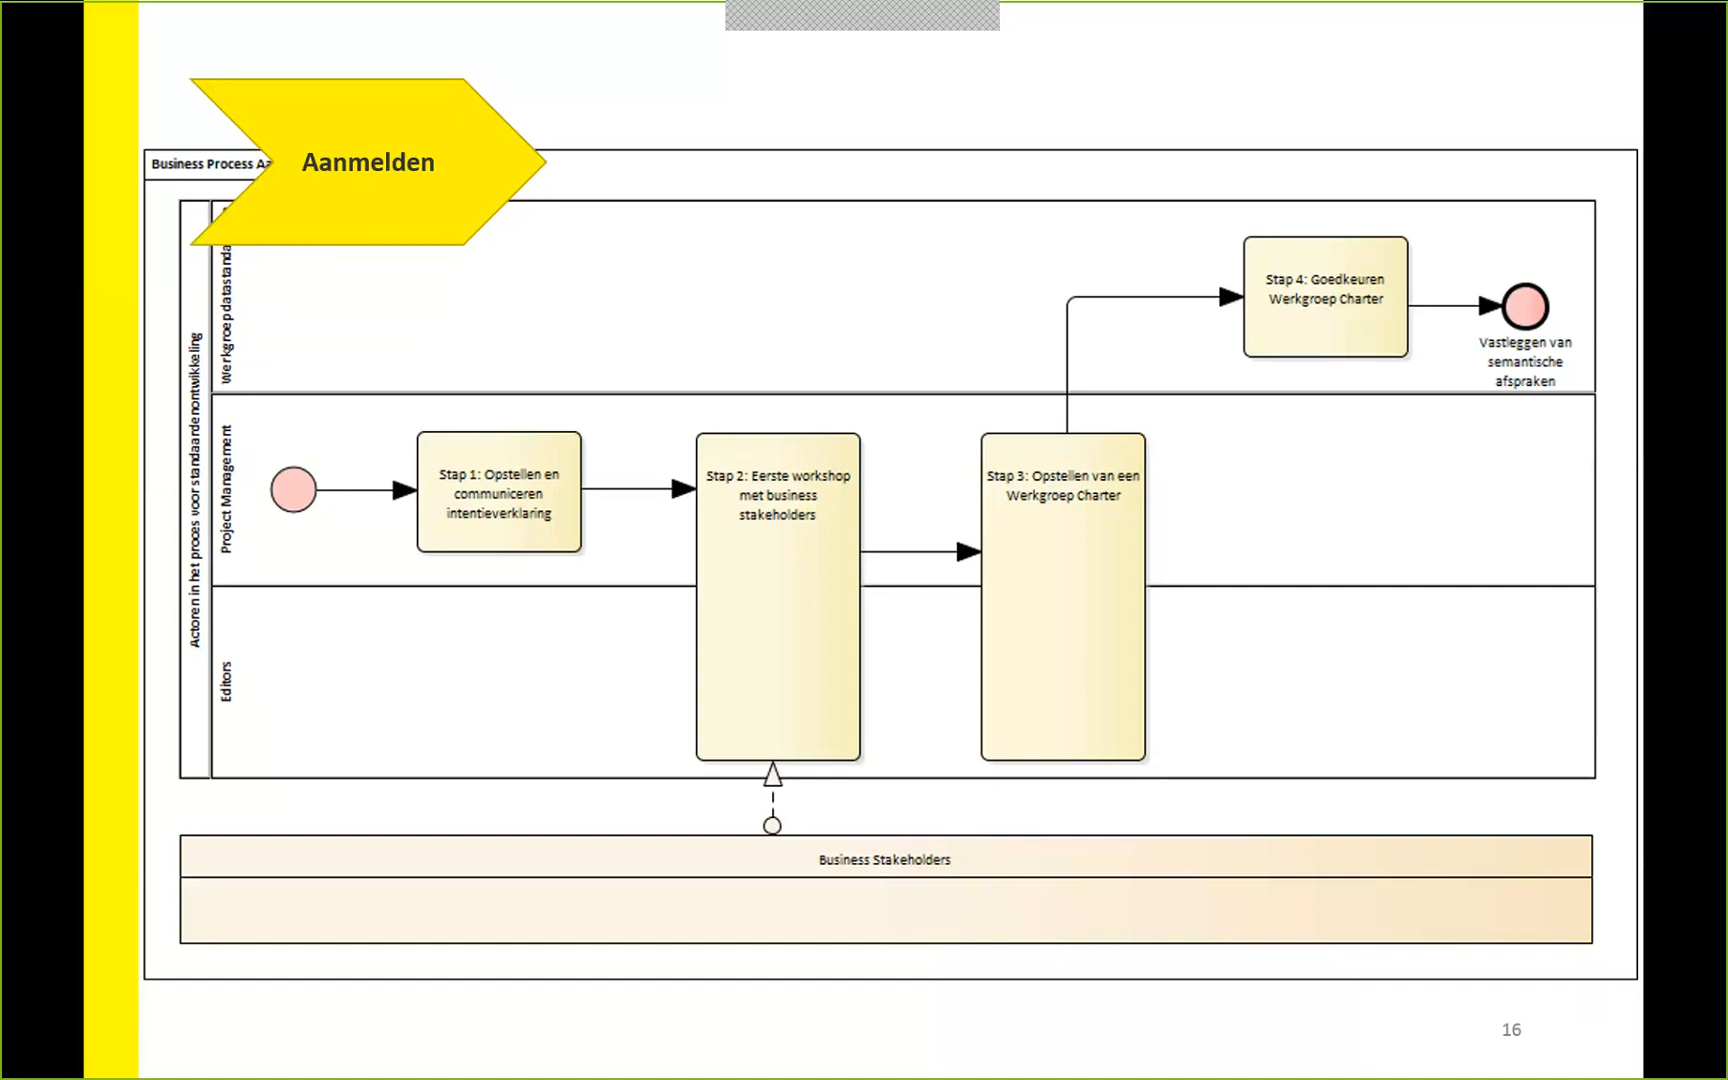 Aanmelden
Business Process
Actoren in het proces voor standaardenontwikkeling
Stap 4: Goedkeuren
Werkgroep Charter
Vastleggen van
semantische
afspraken
Project Management
Stap 1: Opstellen en
communiceren
intentieverklaring
Stap 2: Eerste workshop
met business
stakeholders
Stap 3: Opstellen van een
Werkgroep Charter
Editors
Business Stakeholders
16